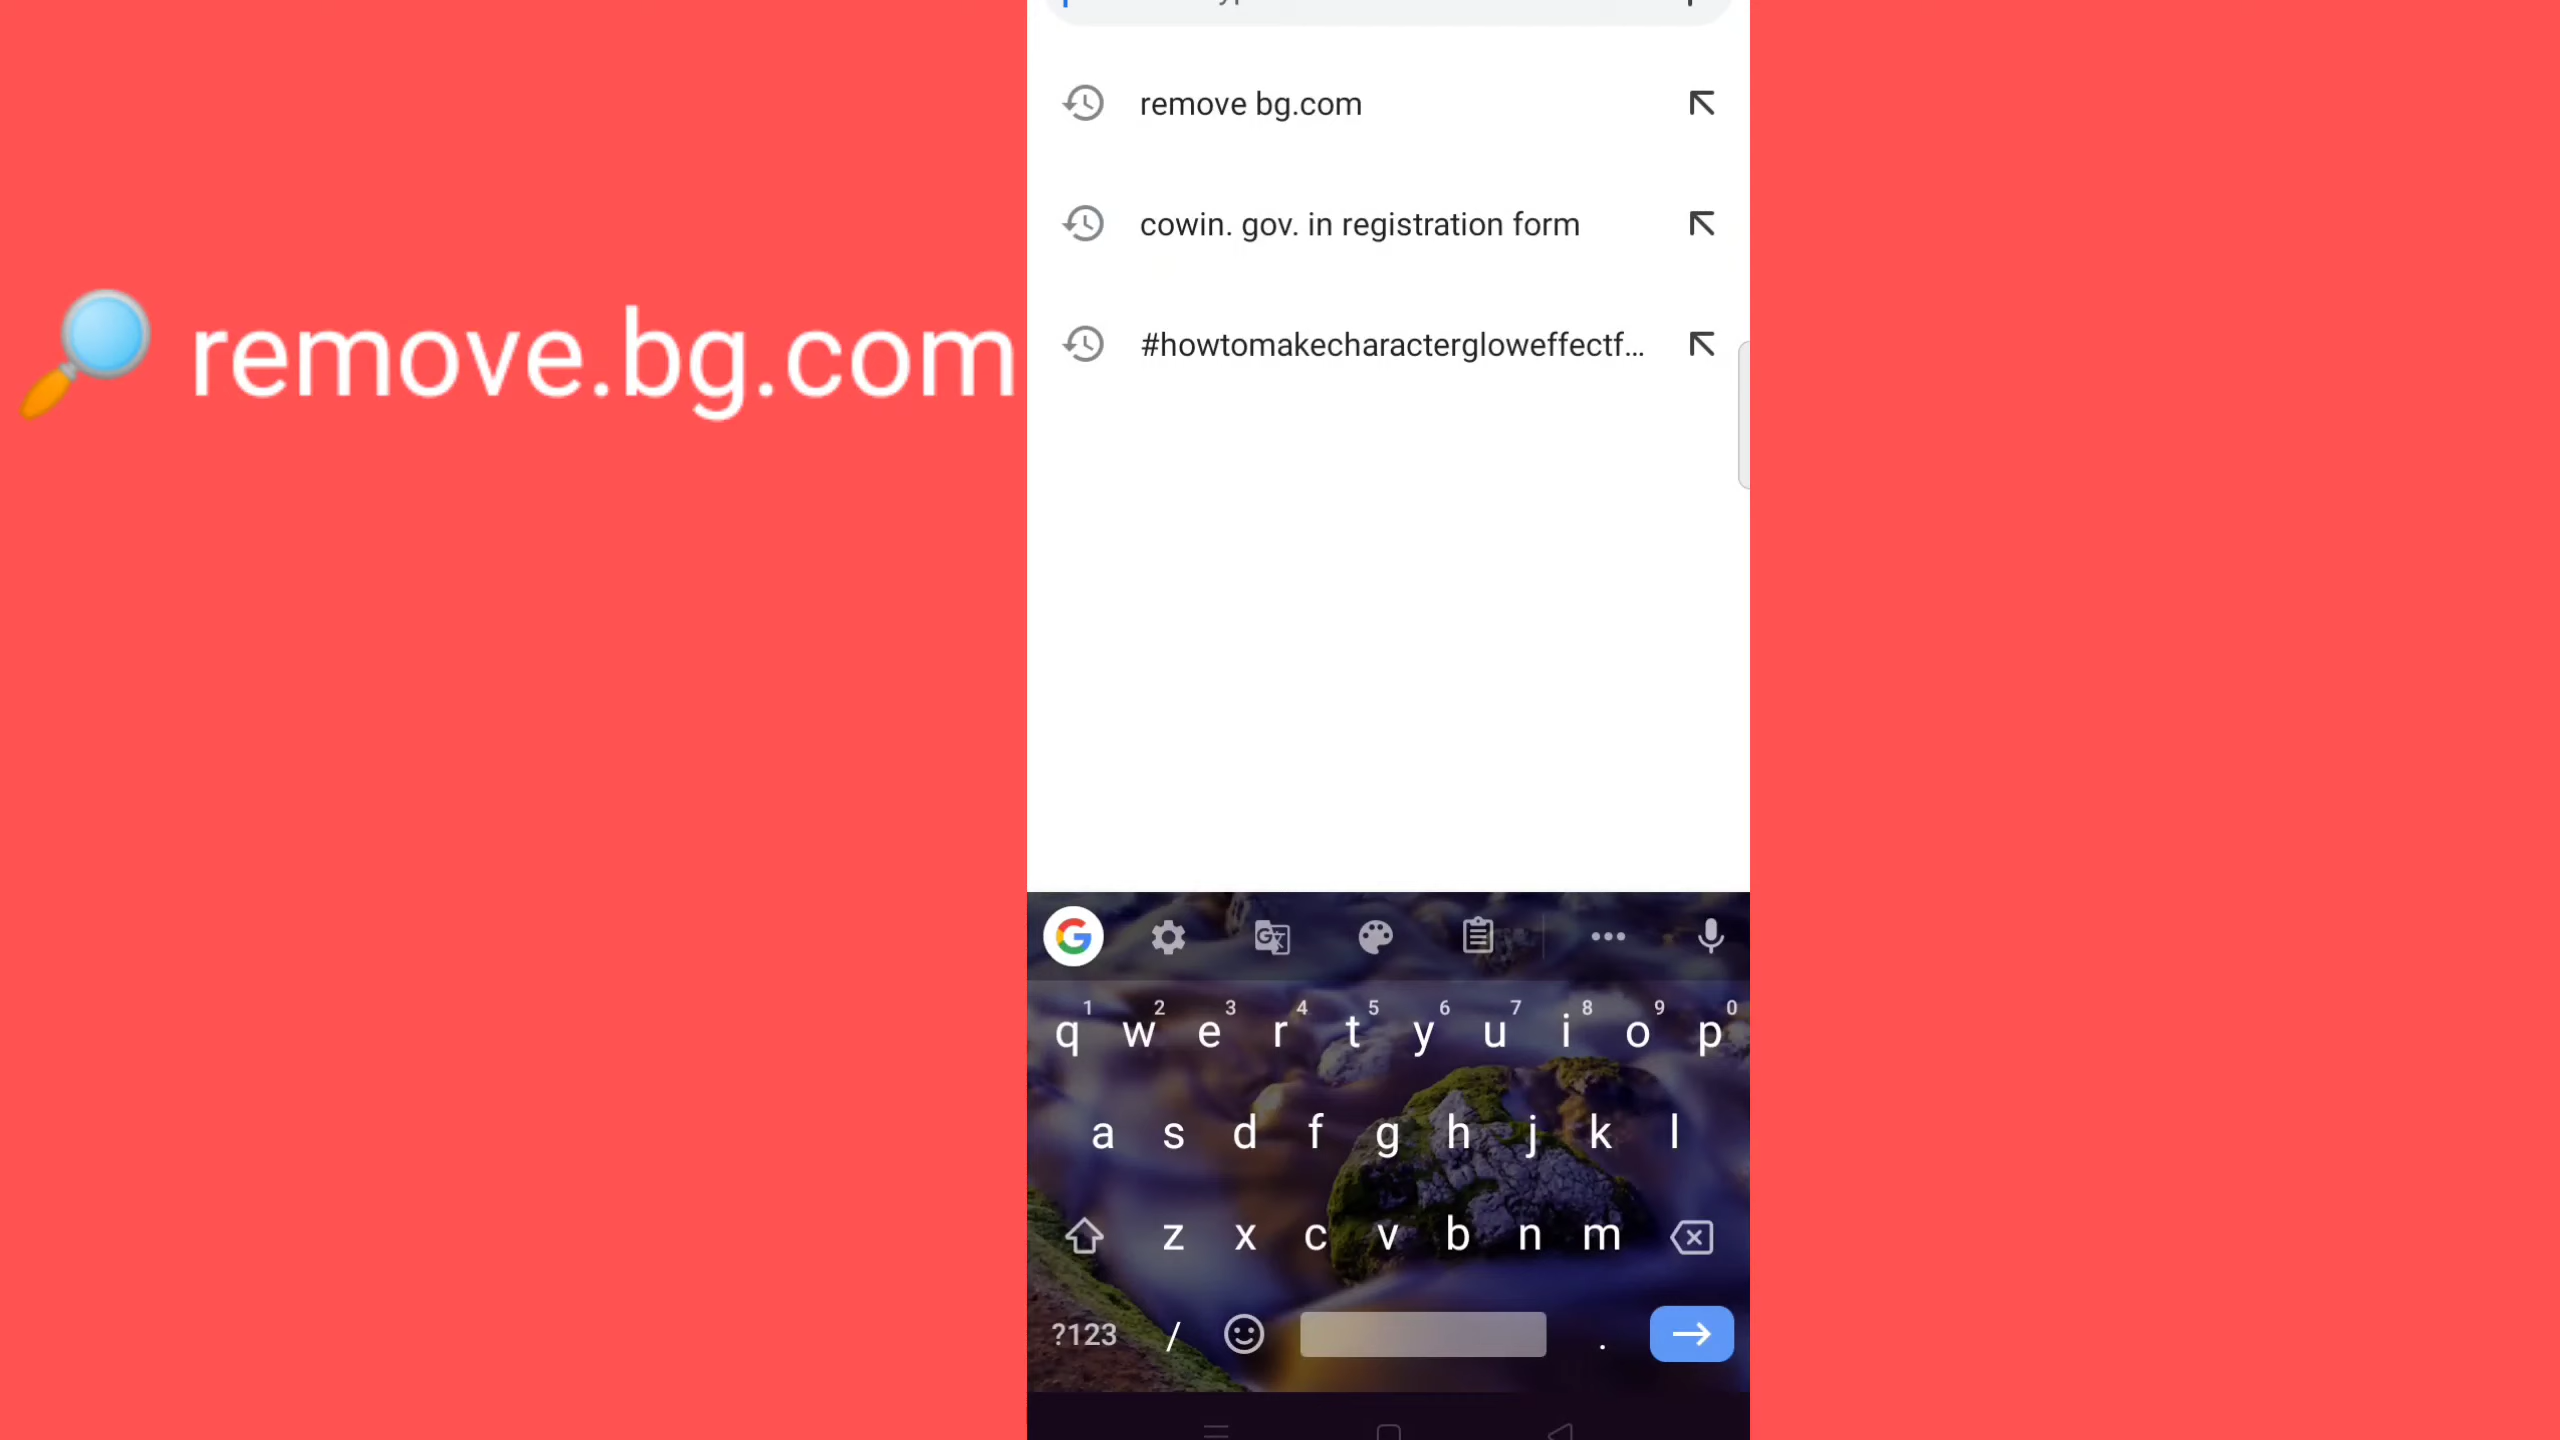 remove bg.com
cowin. gov. in registration form
#howtomakecharactergloweffectf...
🔎 remove.bg.com
1 2 3 4 5 6 7 8 9 0
q w e r t y u i o p
a s d f g h j k l
z x c v b n m
?123 / .